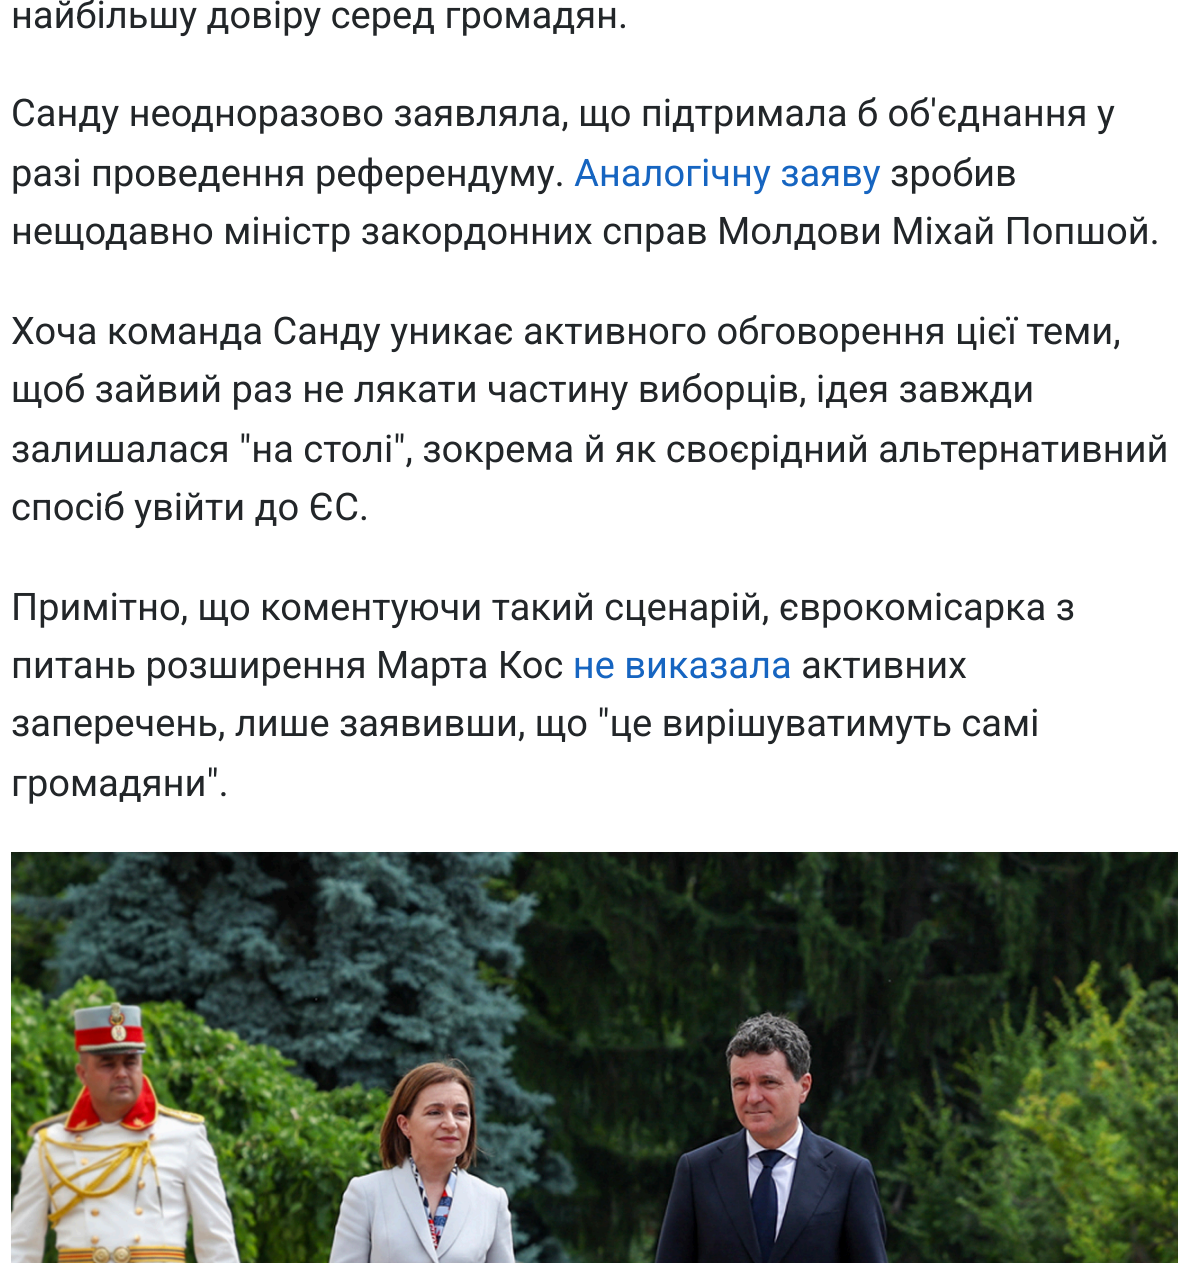 найбільшу довіру серед громадян.
Санду неодноразово заявляла, що підтримала б об'єднання у
разі проведення референдуму. Аналогічну заяву зробив
нещодавно міністр закордонних справ Молдови Міхай Попшой.
Хоча команда Санду уникає активного обговорення цієї теми,
щоб зайвий раз не лякати частину виборців, ідея завжди
залишалася "на столі", зокрема й як своєрідний альтернативний
спосіб увійти до ЄС.
Примітно, що коментуючи такий сценарій, єврокомісарка з
питань розширення Марта Кос не виказала активних
заперечень, лише заявивши, що "це вирішуватимуть самі
громадяни".